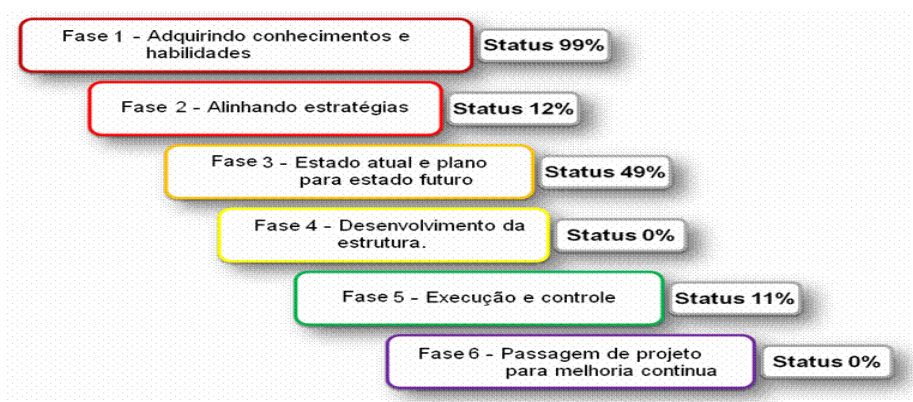 Fase 1 - Adquirindo conhecimentos e
habilidades
Status 99%
Fase 2 - Alinhando estratégias
Status 12%
Fase 3 - Estado atual e plano
para estado futuro
Status 49%
Fase 4 - Desenvolvimento da
estrutura.
Status 0%
Fase 5 - Execução e controle
Status 11%
Fase 6 - Passagem de projeto
para melhoria continua
Status 0%